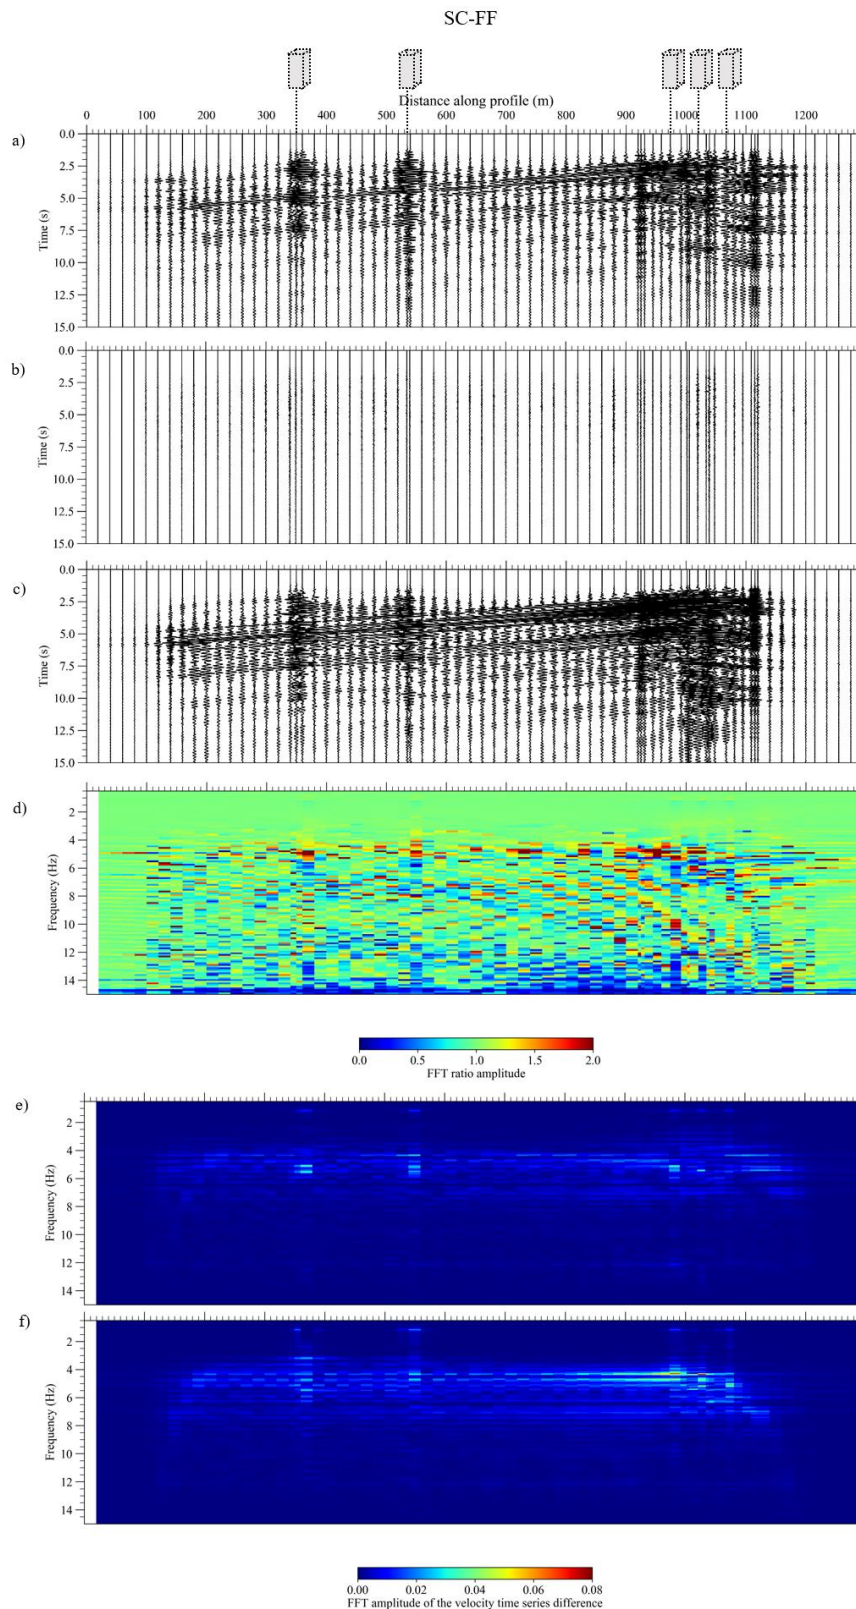 SC-FF
Distance along profile (m)
0 100 200 300 400 500 600 700 800 900 1000 1100 1200
a)
0.0
2.5
5.0
7.5
10.0
12.5
15.0
Time (s)
b)
0.0
2.5
5.0
7.5
10.0
12.5
15.0
Time (s)
c)
0.0
2.5
5.0
7.5
10.0
12.5
15.0
Time (s)
d)
2
4
6
8
10
12
14
Frequency (Hz)
0.0 0.5 1.0 1.5 2.0
FFT ratio amplitude
e)
2
4
6
8
10
12
14
Frequency (Hz)
f)
2
4
6
8
10
12
14
Frequency (Hz)
0.00 0.02 0.04 0.06 0.08
FFT amplitude of the velocity time series difference